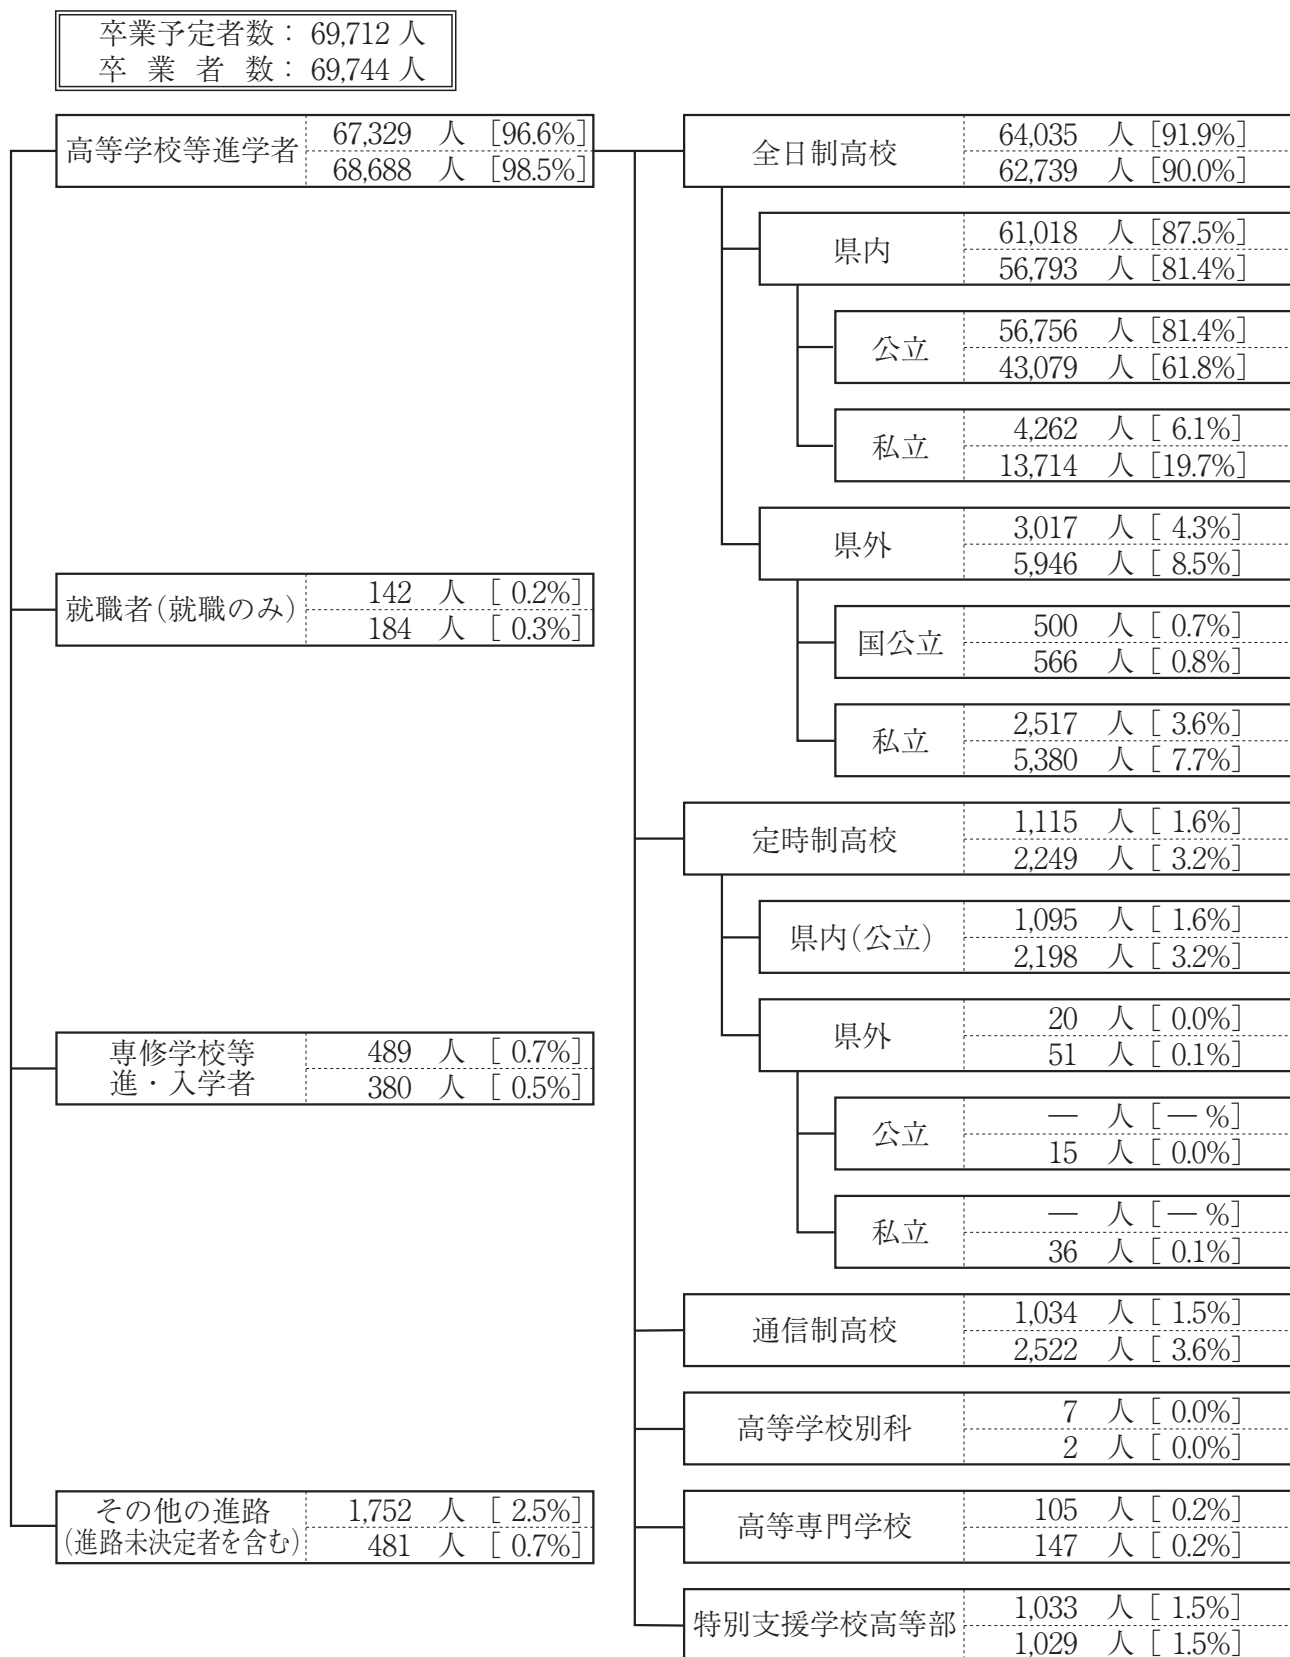 卒業予定者数： 69,712 人
卒業者数： 69,744 人
高等学校等進学者
67,329 人 [96.6%]
68,688 人 [98.5%]
就職者(就職のみ)
142 人 [ 0.2%]
184 人 [ 0.3%]
専修学校等
進・入学者
489 人 [ 0.7%]
380 人 [ 0.5%]
その他の進路
(進路未決定者を含む)
1,752 人 [ 2.5%]
481 人 [ 0.7%]
全日制高校
64,035 人 [91.9%]
62,739 人 [90.0%]
県内
61,018 人 [87.5%]
56,793 人 [81.4%]
公立
56,756 人 [81.4%]
43,079 人 [61.8%]
私立
4,262 人 [ 6.1%]
13,714 人 [19.7%]
県外
3,017 人 [ 4.3%]
5,946 人 [ 8.5%]
国公立
500 人 [ 0.7%]
566 人 [ 0.8%]
私立
2,517 人 [ 3.6%]
5,380 人 [ 7.7%]
定時制高校
1,115 人 [ 1.6%]
2,249 人 [ 3.2%]
県内(公立)
1,095 人 [ 1.6%]
2,198 人 [ 3.2%]
県外
20 人 [ 0.0%]
51 人 [ 0.1%]
公立
― 人 [ ― %]
15 人 [ 0.0%]
私立
― 人 [ ― %]
36 人 [ 0.1%]
通信制高校
1,034 人 [ 1.5%]
2,522 人 [ 3.6%]
高等学校別科
7 人 [ 0.0%]
2 人 [ 0.0%]
高等専門学校
105 人 [ 0.2%]
147 人 [ 0.2%]
特別支援学校高等部
1,033 人 [ 1.5%]
1,029 人 [ 1.5%]